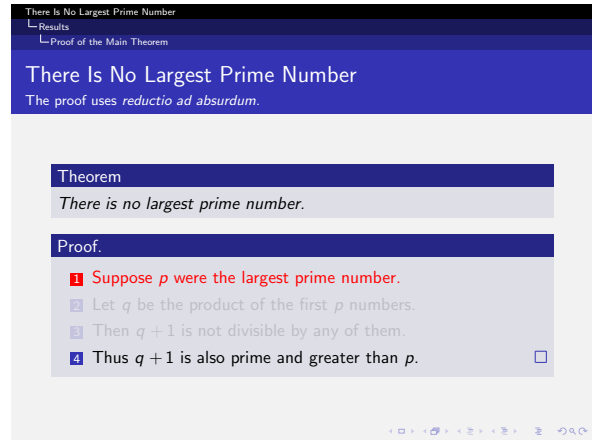 There Is No Largest Prime Number
Results
Proof of the Main Theorem
There Is No Largest Prime Number
The proof uses reductio ad absurdum.
Theorem
There is no largest prime number.
Proof.
1 Suppose p were the largest prime number.
2 Let q be the product of the first p numbers.
3 Then q + 1 is not divisible by any of them.
4 Thus q + 1 is also prime and greater than p.